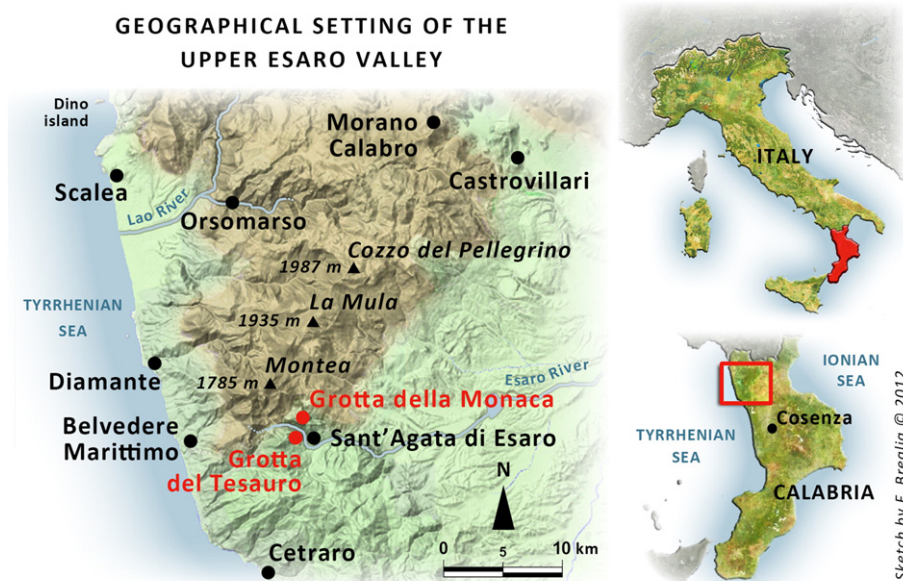 GEOGRAPHICAL SETTING OF THE
UPPER ESARO VALLEY
Dino
island
Morano
Calabro
Castrovillari
Scalea
Lao River
Orsomarso
Cozzo del Pellegrino
1987 m
La Mula
1935 m
TYRRHENIAN
SEA
Montea
1785 m
Diamante
Esaro River
Grotta della Monaca
Belvedere
Marittimo
Sant'Agata di Esaro
Grotta
del Tesauro
N
Cetraro
0 5 10 km
ITALY
IONIAN
SEA
Cosenza
TYRRHENIAN
SEA
CALABRIA
Sketch by F. Breglia © 2012